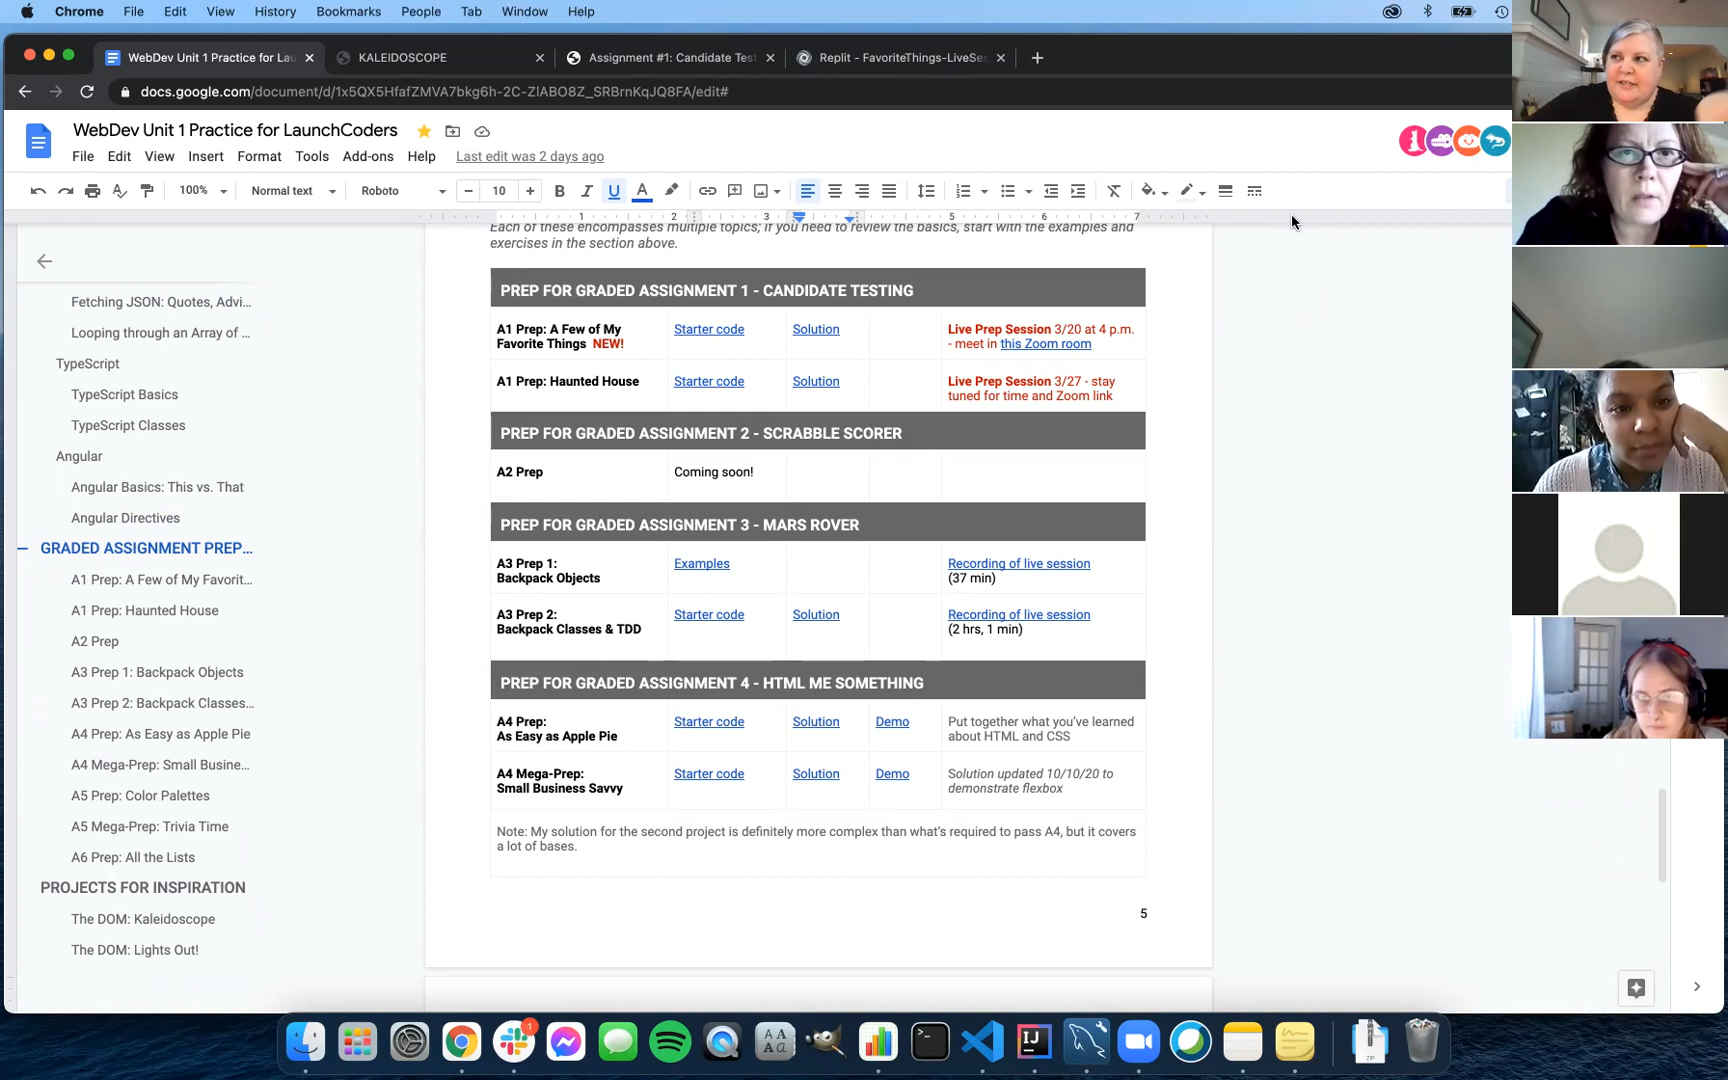 Chrome File Edit View History Bookmarks People Tab Window Help
WebDev Unit 1 Practice for Lau
KALEIDOSCOPE
Assignment #1: Candidate Test
Replit - FavoriteThings-LiveSes
docs.google.com/document/d/1x5QX5HfafZMVA7bkg6h-2C-ZIABO8Z_SRBrnKqJQ8FA/edit#
WebDev Unit 1 Practice for LaunchCoders
File Edit View Insert Format Tools Add-ons Help Last edit was 2 days ago
100% Normal text Roboto 10
1 2 3 5 6 7
Each of these encompasses multiple topics; if you need to review the basics, start with the examples and
exercises in the section above.
Fetching JSON: Quotes, Advi...
Looping through an Array of ...
TypeScript
TypeScript Basics
TypeScript Classes
Angular
Angular Basics: This vs. That
Angular Directives
GRADED ASSIGNMENT PREP...
A1 Prep: A Few of My Favorit...
A1 Prep: Haunted House
A2 Prep
A3 Prep 1: Backpack Objects
A3 Prep 2: Backpack Classes...
A4 Prep: As Easy as Apple Pie
A4 Mega-Prep: Small Busine...
A5 Prep: Color Palettes
A5 Mega-Prep: Trivia Time
A6 Prep: All the Lists
PROJECTS FOR INSPIRATION
The DOM: Kaleidoscope
The DOM: Lights Out!
PREP FOR GRADED ASSIGNMENT 1 - CANDIDATE TESTING
A1 Prep: A Few of My Starter code Solution Live Prep Session 3/20 at 4 p.m.
Favorite Things NEW! - meet in this Zoom room
A1 Prep: Haunted House Starter code Solution Live Prep Session 3/27 - stay
tuned for time and Zoom link
PREP FOR GRADED ASSIGNMENT 2 - SCRABBLE SCORER
A2 Prep Coming soon!
PREP FOR GRADED ASSIGNMENT 3 - MARS ROVER
A3 Prep 1: Examples Recording of live session
Backpack Objects (37 min)
A3 Prep 2: Starter code Solution Recording of live session
Backpack Classes & TDD (2 hrs, 1 min)
PREP FOR GRADED ASSIGNMENT 4 - HTML ME SOMETHING
A4 Prep: Starter code Solution Demo Put together what you've learned
As Easy as Apple Pie about HTML and CSS
A4 Mega-Prep: Starter code Solution Demo Solution updated 10/10/20 to
Small Business Savvy demonstrate flexbox
Note: My solution for the second project is definitely more complex than what's required to pass A4, but it covers
a lot of bases.
5
1
ZIP